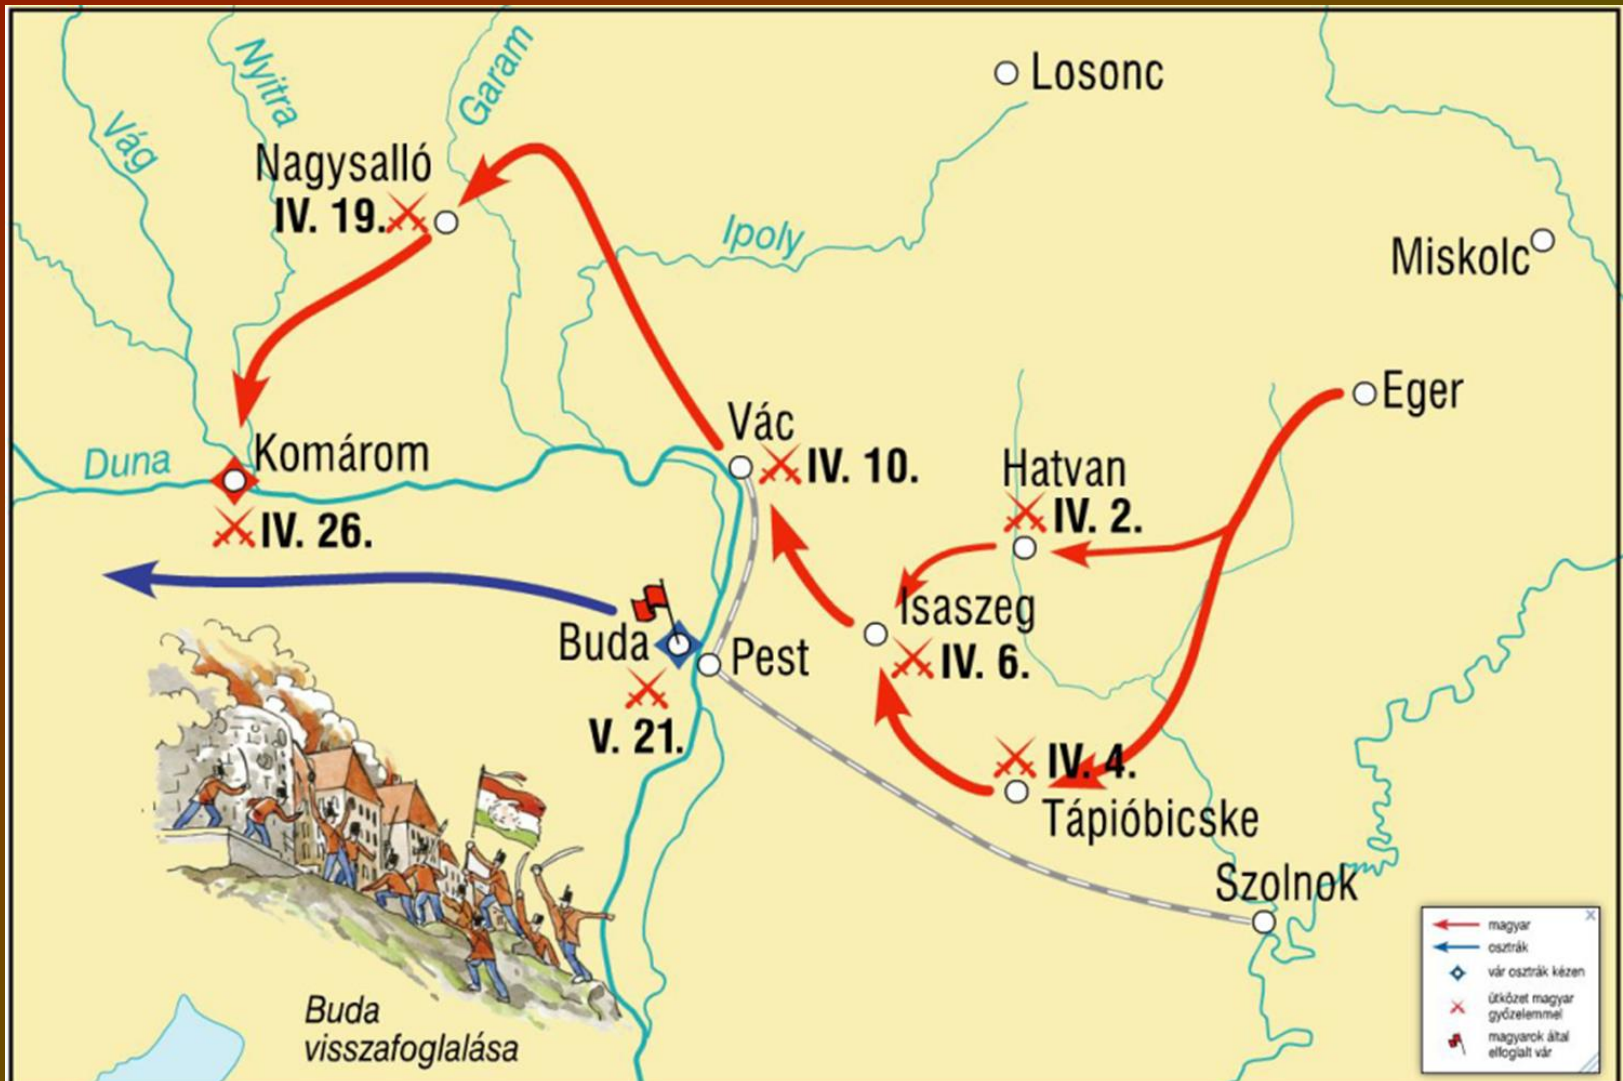 Nyitra
Garam
Vág
Losonc
Nagysalló
IV. 19.
Ipoly
Miskolc
Eger
Vác
IV. 10.
Hatvan
IV. 2.
Duna
Komárom
IV. 26.
Isaszeg
IV. 6.
Buda
Pest
V. 21.
IV. 4.
Tápióbicske
Szolnok
Buda
visszafoglalása
magyar
osztrák
vár osztrák kézen
ütközet magyar
győzelemmel
magyarok által
elfoglalt vár